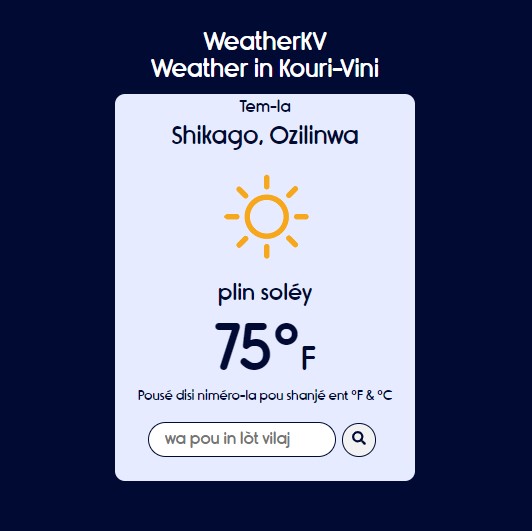 WeatherKV
Weather in Kouri-Vini
Tem-la
Shikago, Ozilinwa
plin soléy
75°F
Pousé disi niméro-la pou shanjé ent °F & °C
wa pou in lòt vilaj